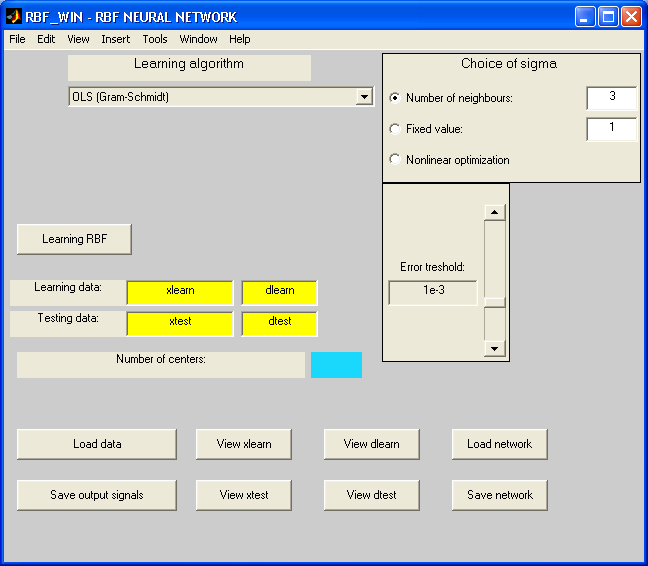 RBF_WIN - RBF NEURAL NETWORK
File Edit View Insert Tools Window Help
Learning algorithm
OLS (Gram-Schmidt)
Choice of sigma
Number of neighbours: 3
Fixed value: 1
Nonlinear optimization
Learning RBF
Error treshold:
1e-3
Learning data: xlearn dlearn
Testing data: xtest dtest
Number of centers:
Load data View xlearn View dlearn Load network
Save output signals View xtest View dtest Save network